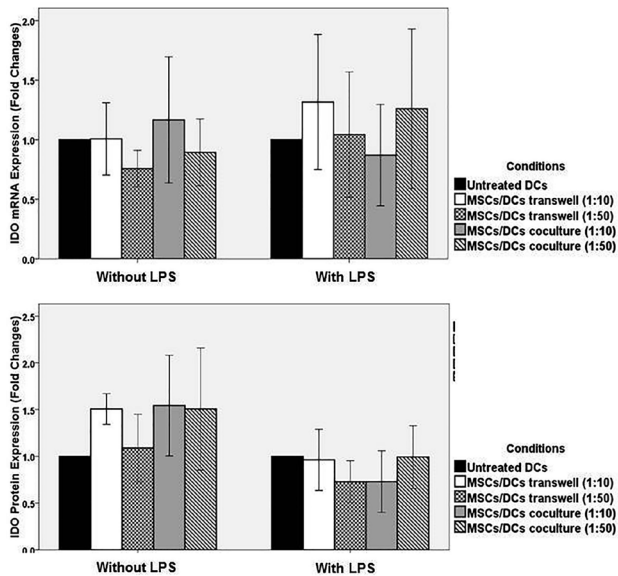 IDO mRNA Expression (Fold Changes)
2.0
1.5
1.0
0.5
0.0
Without LPS
With LPS
Conditions
Untreated DCs
MSCs/DCs transwell (1:10)
MSCs/DCs transwell (1:50)
MSCs/DCs coculture (1:10)
MSCs/DCs coculture (1:50)
IDO Protein Expression (Fold Changes)
2.5
2.0
1.5
1.0
0.5
0.0
Without LPS
With LPS
Conditions
Untreated DCs
MSCs/DCs transwell (1:10)
MSCs/DCs transwell (1:50)
MSCs/DCs coculture (1:10)
MSCs/DCs coculture (1:50)